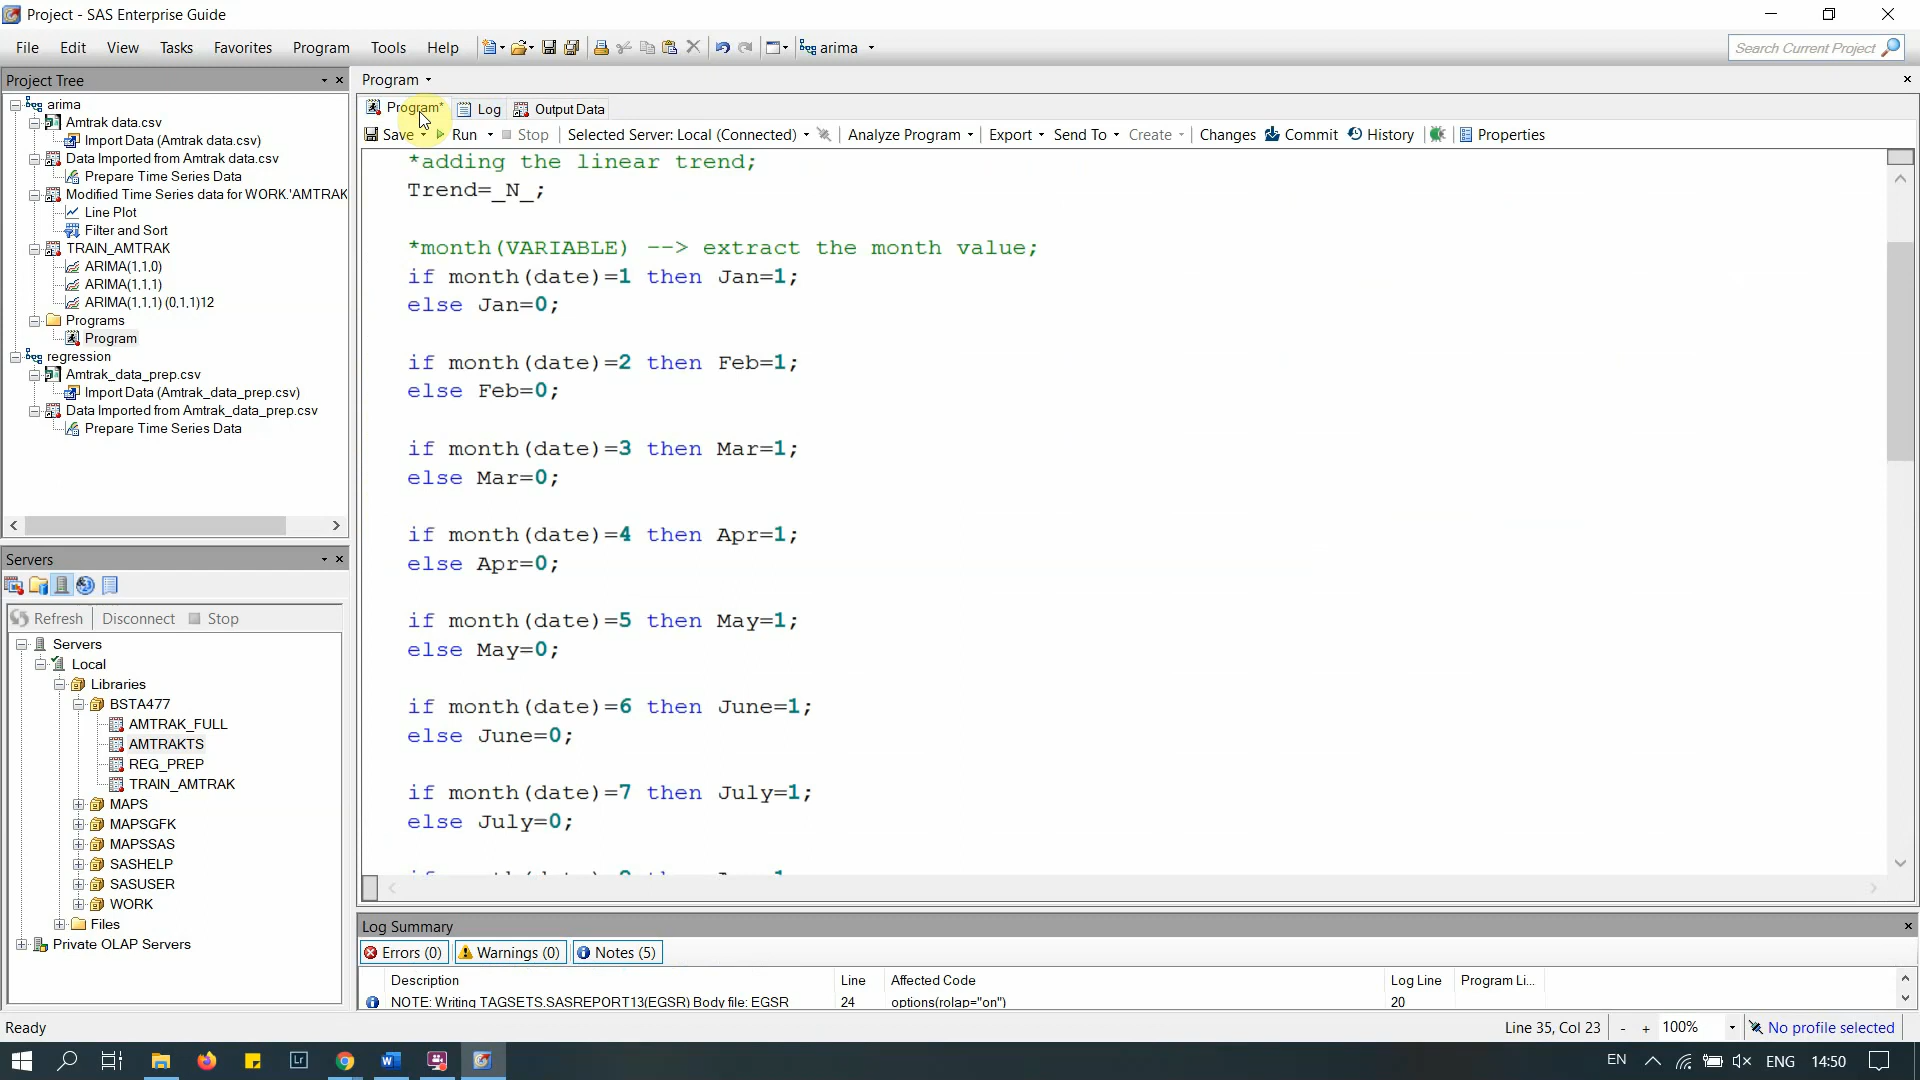 Project - SAS Enterprise Guide
File Edit View Tasks Favorites Program Tools Help arima Search Current Project
Project Tree
arima
Amtrak data.csv
Import Data (Amtrak data.csv)
Data Imported from Amtrak data.csv
Prepare Time Series Data
Modified Time Series data for WORK.'AMTRAK
Line Plot
Filter and Sort
TRAIN_AMTRAK
ARIMA(1,1,0)
ARIMA(1,1,1)
ARIMA(1,1,1) (0,1,1)12
Programs
Program
regression
Amtrak_data_prep.csv
Import Data (Amtrak_data_prep.csv)
Data Imported from Amtrak_data_prep.csv
Prepare Time Series Data
Servers
Refresh Disconnect Stop
Servers
Local
Libraries
BSTA477
AMTRAK_FULL
AMTRAKTS
REG_PREP
TRAIN_AMTRAK
MAPS
MAPSGFK
MAPSSAS
SASHELP
SASUSER
WORK
Files
Private OLAP Servers
Program
Program* Log Output Data
Save Run Stop Selected Server: Local (Connected) Analyze Program Export Send To Create Changes Commit History Properties
*adding the linear trend;
Trend=_N_;
*month(VARIABLE) --> extract the month value;
if month(date)=1 then Jan=1;
else Jan=0;
if month(date)=2 then Feb=1;
else Feb=0;
if month(date)=3 then Mar=1;
else Mar=0;
if month(date)=4 then Apr=1;
else Apr=0;
if month(date)=5 then May=1;
else May=0;
if month(date)=6 then June=1;
else June=0;
if month(date)=7 then July=1;
else July=0;
Log Summary
Errors (0) Warnings (0) Notes (5)
Description Line Affected Code Log Line Program Li...
NOTE: Writing TAGSETS.SASREPORT13(EGSR) Body file: EGSR 24 options(rolap="on") 20
Ready Line 35, Col 23 - + 100% No profile selected
EN ENG 14:50